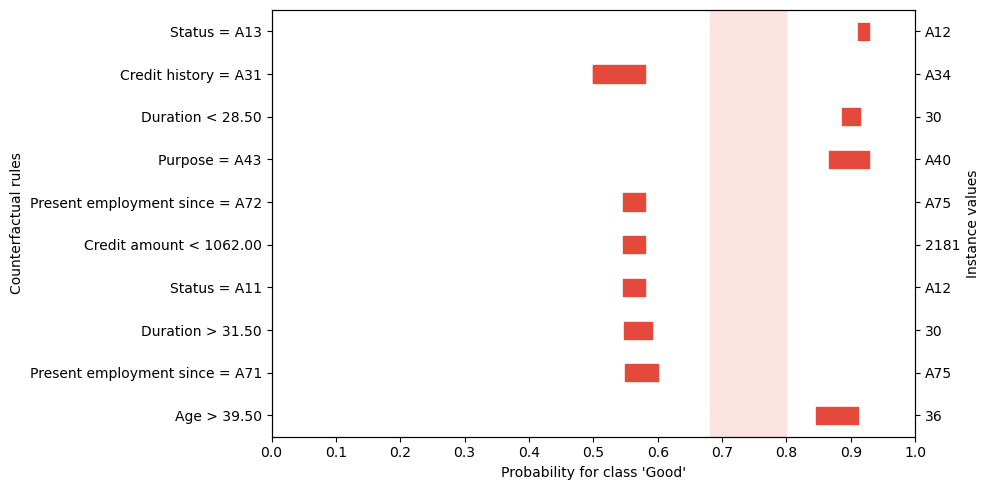 Counterfactual rules
Status = A13
Credit history = A31
Duration < 28.50
Purpose = A43
Present employment since = A72
Credit amount < 1062.00
Status = A11
Duration > 31.50
Present employment since = A71
Age > 39.50
A12
A34
30
A40
A75
2181
A12
30
A75
36
Instance values
0.0 0.1 0.2 0.3 0.4 0.5 0.6 0.7 0.8 0.9 1.0
Probability for class 'Good'